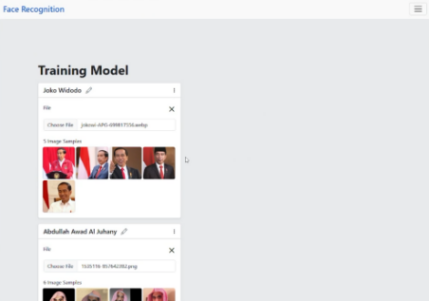 Face Recognition
Training Model
Joko Widodo
File
Choose File
5 Image Samples
Abdullah Awad Al Juhany
File
Choose File
6 Image Samples